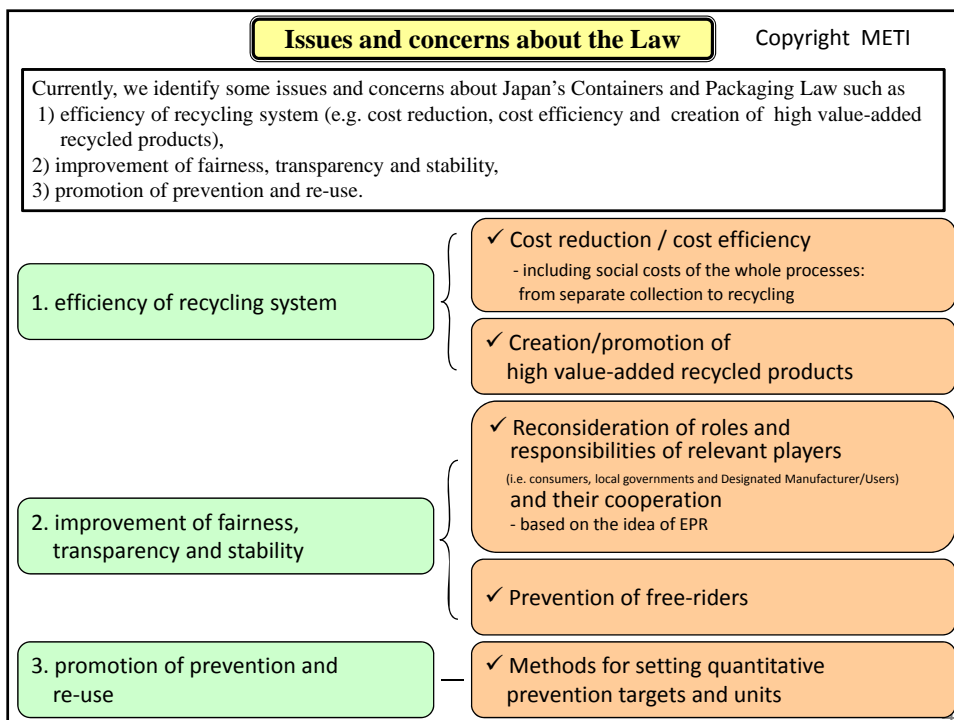 Issues and concerns about the Law
Copyright METI
Currently, we identify some issues and concerns about Japan's Containers and Packaging Law such as
1) efficiency of recycling system (e.g. cost reduction, cost efficiency and creation of high value-added
recycled products),
2) improvement of fairness, transparency and stability,
3) promotion of prevention and re-use.
1. efficiency of recycling system
✓ Cost reduction / cost efficiency
- including social costs of the whole processes:
from separate collection to recycling
✓ Creation/promotion of
high value-added recycled products
2. improvement of fairness,
transparency and stability
✓ Reconsideration of roles and
responsibilities of relevant players
(i.e. consumers, local governments and Designated Manufacturer/Users)
and their cooperation
- based on the idea of EPR
✓ Prevention of free-riders
3. promotion of prevention and
re-use
✓ Methods for setting quantitative
prevention targets and units